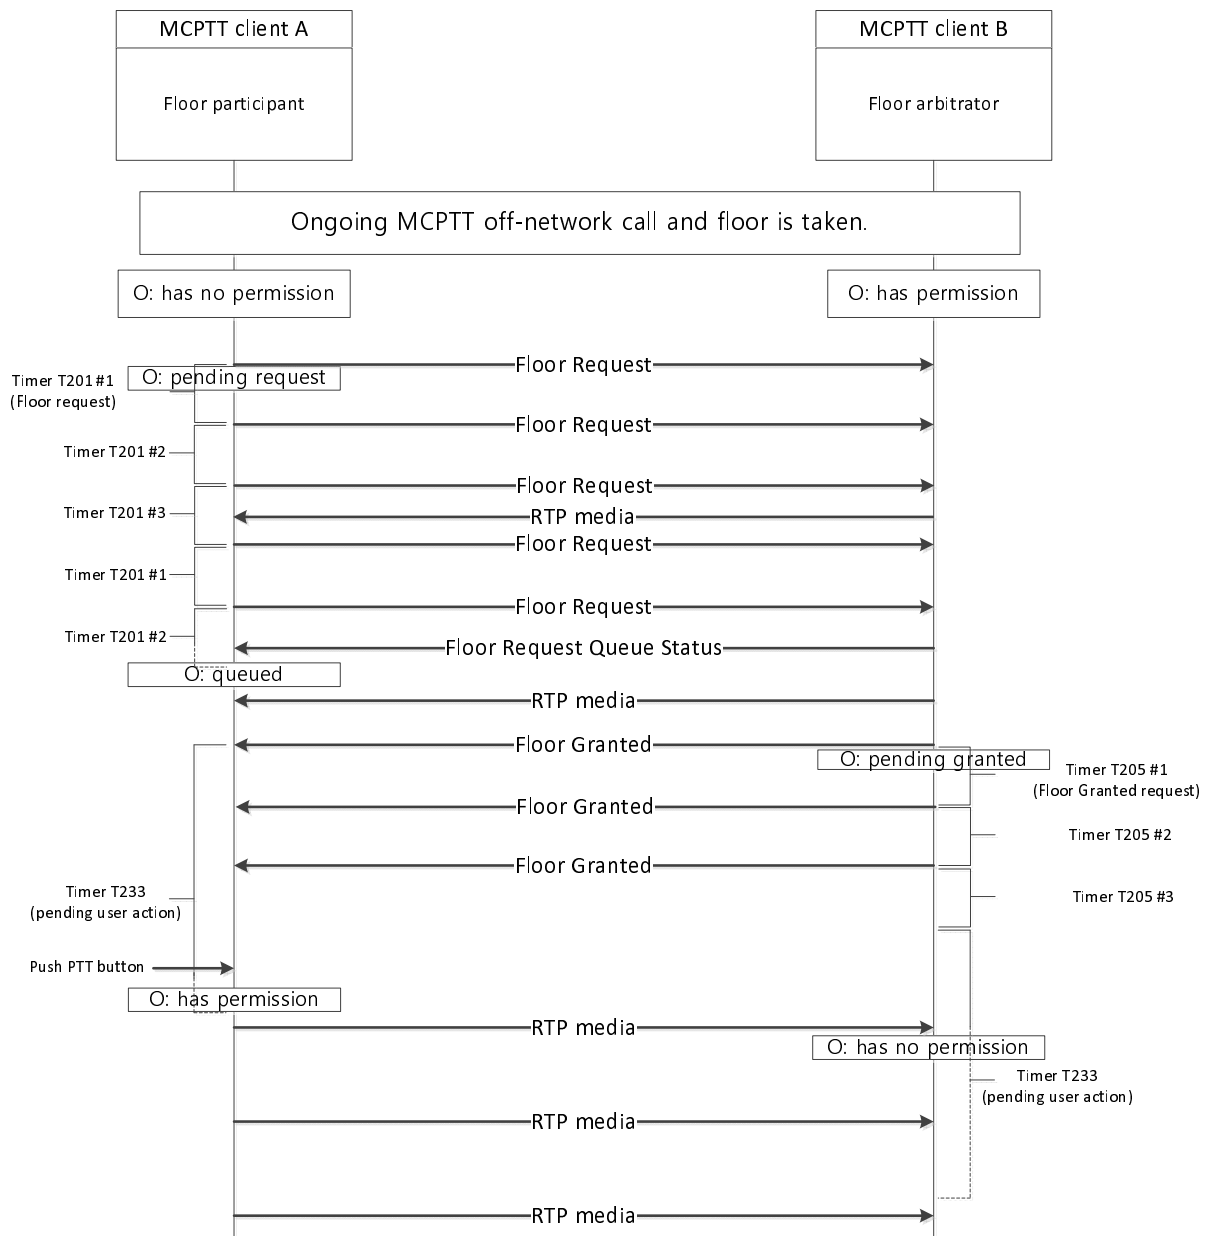 MCPTT client A
MCPTT client B
Floor participant
Floor arbitrator
Ongoing MCPTT off-network call and floor is taken.
O: has no permission
O: has permission
Floor Request
Timer T201 #1
(Floor request)
O: pending request
Floor Request
Timer T201 #2
Floor Request
Timer T201 #3
RTP media
Floor Request
Timer T201 #1
Floor Request
Timer T201 #2
Floor Request Queue Status
O: queued
RTP media
Floor Granted
O: pending granted
Timer T205 #1
(Floor Granted request)
Floor Granted
Timer T205 #2
Floor Granted
Timer T233
(pending user action)
Timer T205 #3
Push PTT button
O: has permission
RTP media
O: has no permission
Timer T233
(pending user action)
RTP media
RTP media